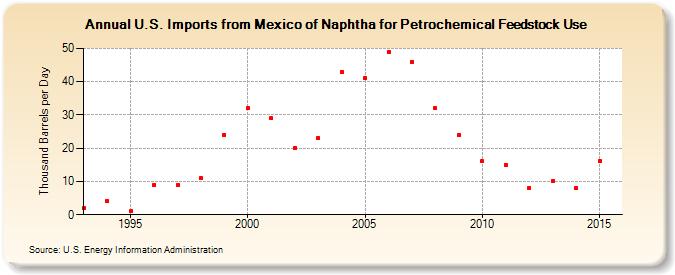 Annual U.S. Imports from Mexico of Naphtha for Petrochemical Feedstock Use
Thousand Barrels per Day
50
40
30
20
10
0
1995 2000 2005 2010 2015
Source: U.S. Energy Information Administration